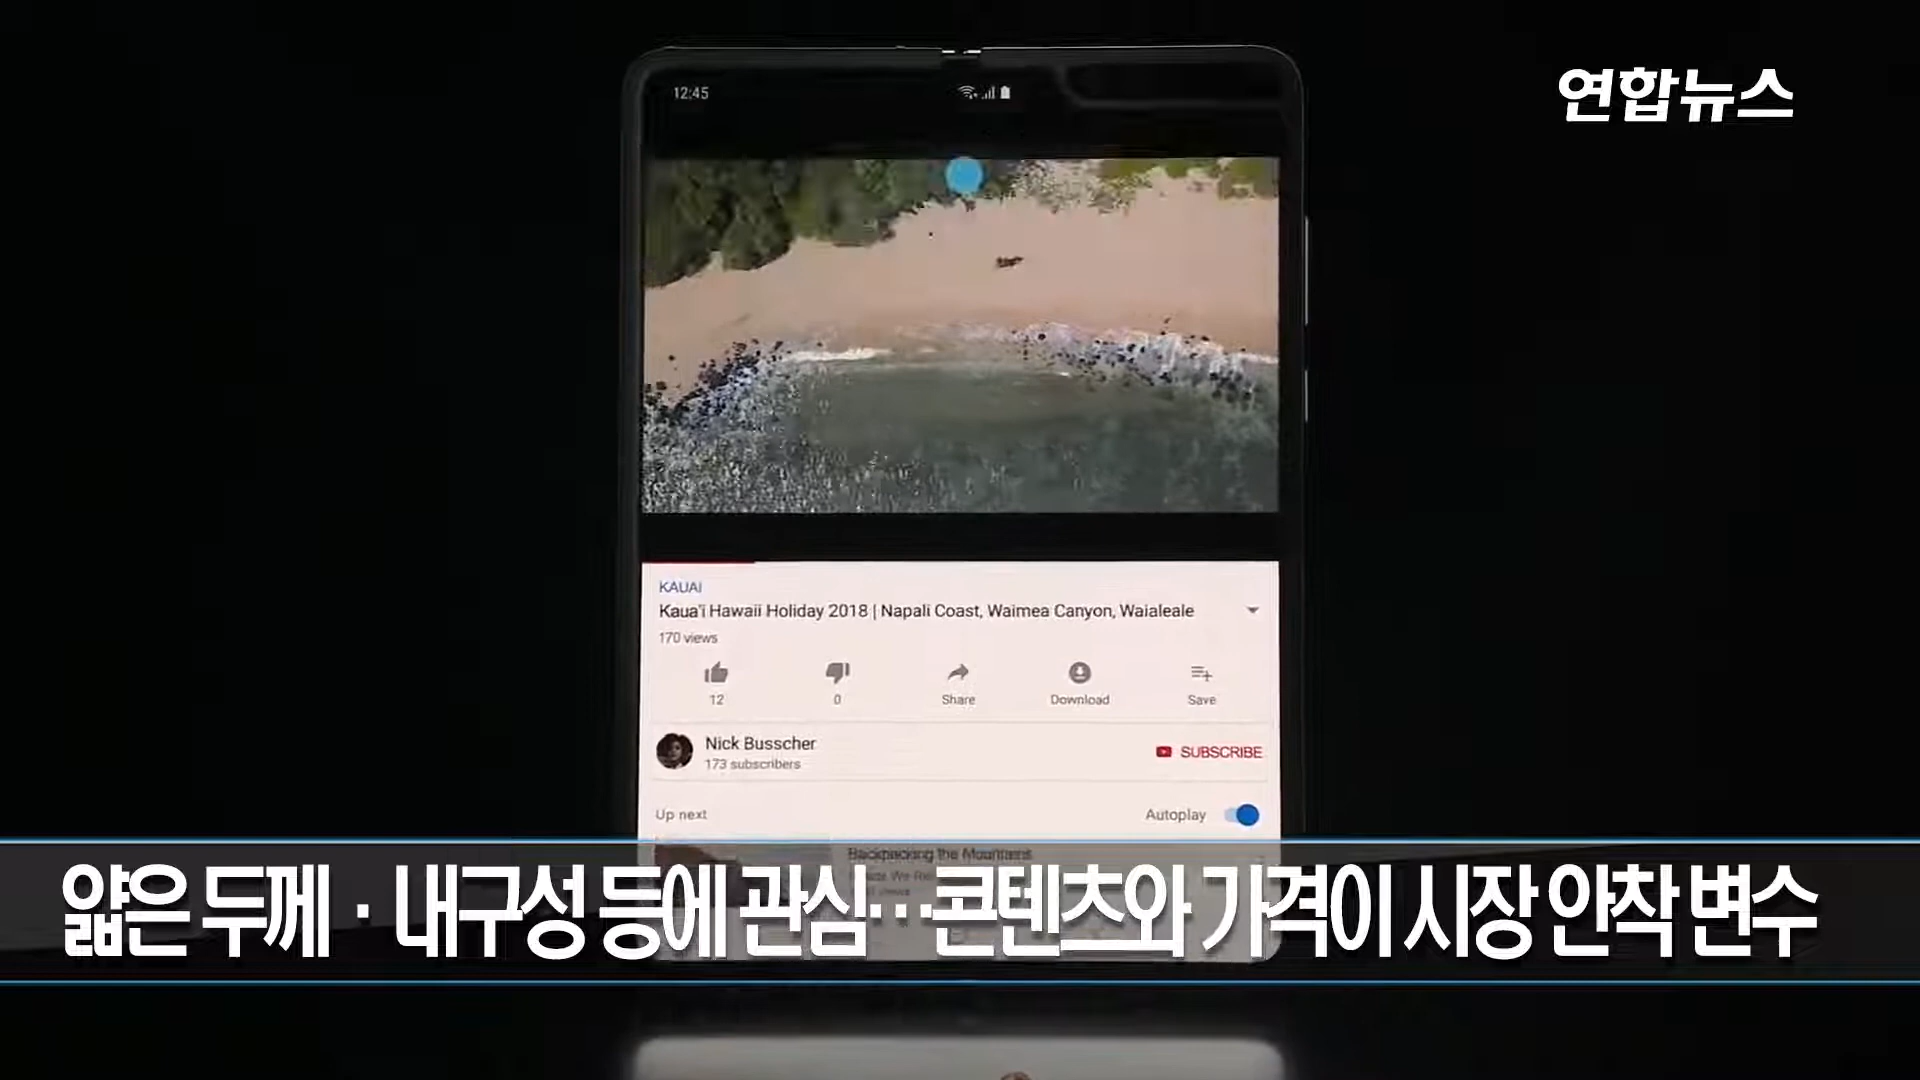 연합뉴스
12:45
KAUAI
Kaua'i Hawaii Holiday 2018 | Napali Coast, Waimea Canyon, Waialeale
170 views
12
0
Share
Download
Save
Nick Busscher
173 subscribers
SUBSCRIBE
Up next
Autoplay
Backpacking the Mountains
얇은 두께·내구성 등에 관심…콘텐츠와 가격이 시장 안착 변수